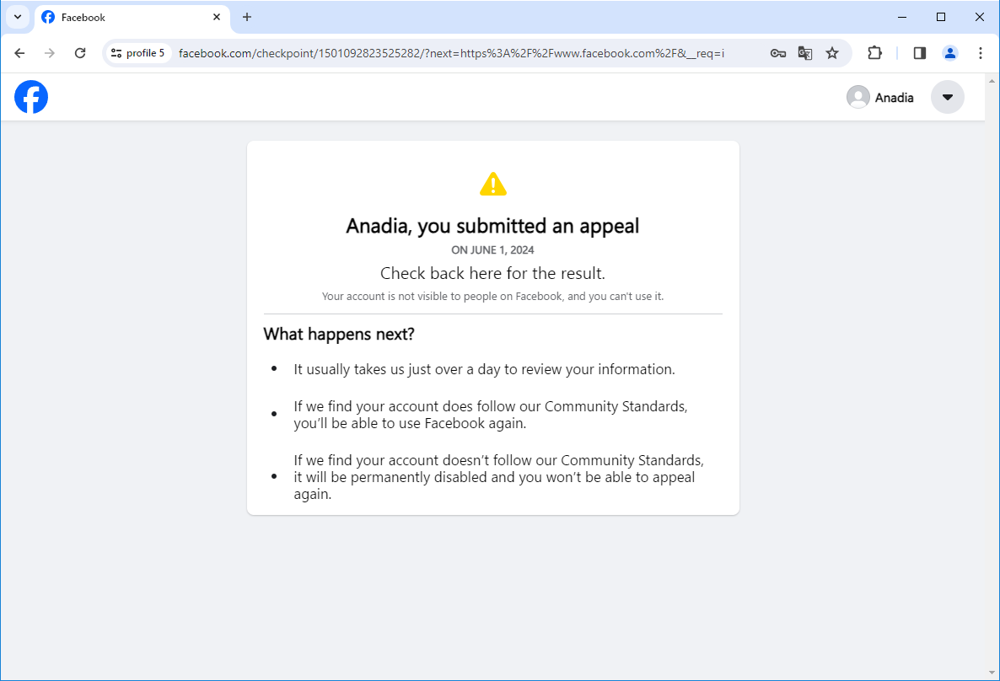 Facebook
profile 5
facebook.com/checkpoint/1501092823525282/?next=https%3A%2F%2Fwww.facebook.com%2F&__req=i
Anadia
Anadia, you submitted an appeal
ON JUNE 1, 2024
Check back here for the result.
Your account is not visible to people on Facebook, and you can't use it.
What happens next?
• It usually takes us just over a day to review your information.
• If we find your account does follow our Community Standards,
you’ll be able to use Facebook again.
• If we find your account doesn’t follow our Community Standards,
it will be permanently disabled and you won’t be able to appeal
again.